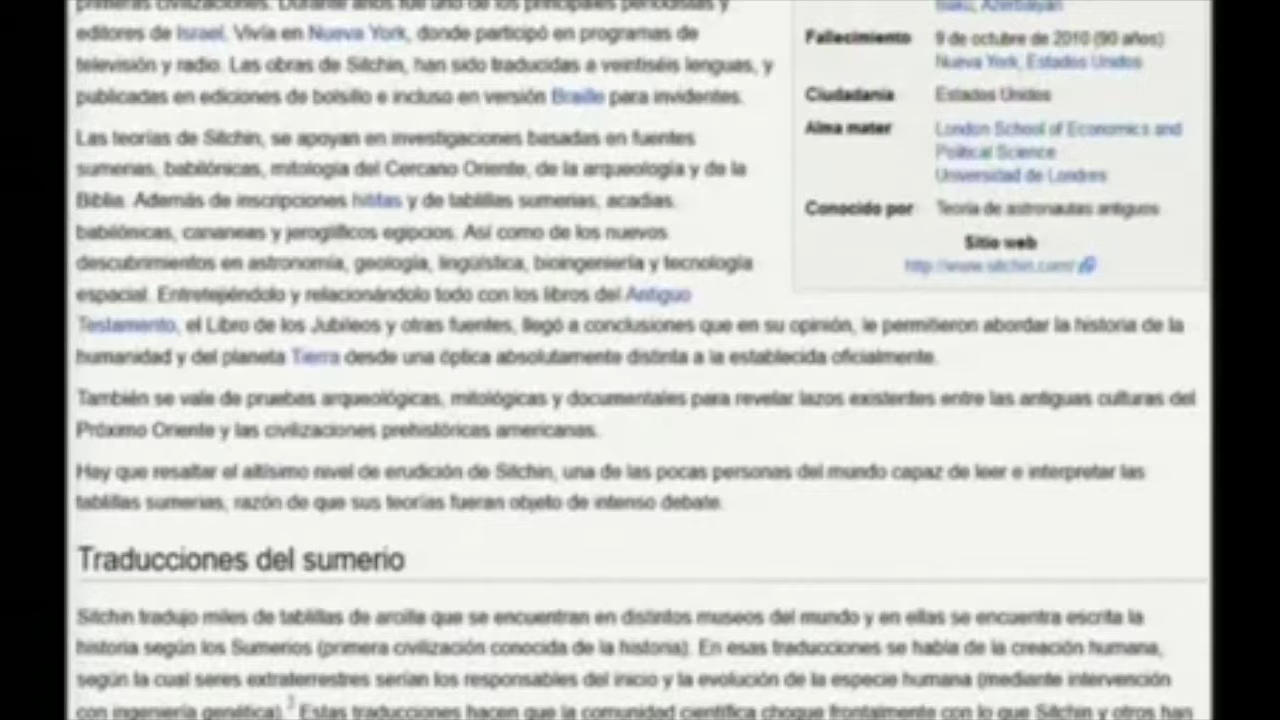 primeras civilizaciones. Durante años fue uno de los principales periodistas y
editores de Israel. Vivía en Nueva York, donde participó en programas de
televisión y radio. Las obras de Sitchin, han sido traducidas a veintiséis lenguas, y
publicadas en ediciones de bolsillo e incluso en versión Braille para invidentes.
Las teorías de Sitchin, se apoyan en investigaciones basadas en fuentes
sumerias, babilónicas, mitología del Cercano Oriente, de la arqueología y de la
Biblia. Además de inscripciones hititas y de tablillas sumerias, acadias,
babilónicas, cananeas y jeroglíficos egipcios. Así como de los nuevos
descubrimientos en astronomía, geología, lingüística, bioingeniería y tecnología
espacial. Entretejéndolo y relacionándolo todo con los libros del Antiguo
Testamento, el Libro de los Jubileos y otras fuentes, llegó a conclusiones que en su opinión, le permitieron abordar la historia de la
humanidad y del planeta Tierra desde una óptica absolutamente distinta a la establecida oficialmente.
También se vale de pruebas arqueológicas, mitológicas y documentales para revelar lazos existentes entre las antiguas culturas del
Próximo Oriente y las civilizaciones prehistóricas americanas.
Hay que resaltar el altísimo nivel de erudición de Sitchin, una de las pocas personas del mundo capaz de leer e interpretar las
tablillas sumerias, razón de que sus teorías fueran objeto de intenso debate.
Traducciones del sumerio
Sitchin tradujo miles de tablillas de arcilla que se encuentran en distintos museos del mundo y en ellas se encuentra escrita la
historia según los Sumerios (primera civilización conocida de la historia). En esas traducciones se habla de la creación humana,
según la cual seres extraterrestres serían los responsables del inicio y la evolución de la especie humana (mediante intervención
con ingeniería genética).² Estas traducciones hacen que la comunidad científica choque frontalmente con lo que Sitchin y otros han
Baku, Azerbaiyán
Fallecimiento 9 de octubre de 2010 (90 años)
Nueva York, Estados Unidos
Ciudadanía Estados Unidos
Alma mater London School of Economics and
Political Science
Universidad de Londres
Conocido por Teoría de astronautas antiguos
Sitio web
http://www.sitchin.com/